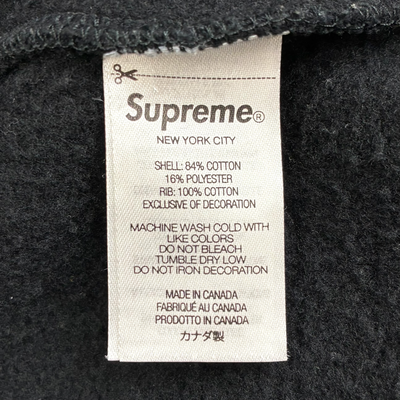 Supreme®
NEW YORK CITY
SHELL: 84% COTTON
16% POLYESTER
RIB: 100% COTTON
EXCLUSIVE OF DECORATION
MACHINE WASH COLD WITH
LIKE COLORS
DO NOT BLEACH
TUMBLE DRY LOW
DO NOT IRON DECORATION
MADE IN CANADA
FABRIQUÉ AU CANADA
PRODOTTO IN CANADA
カナダ製